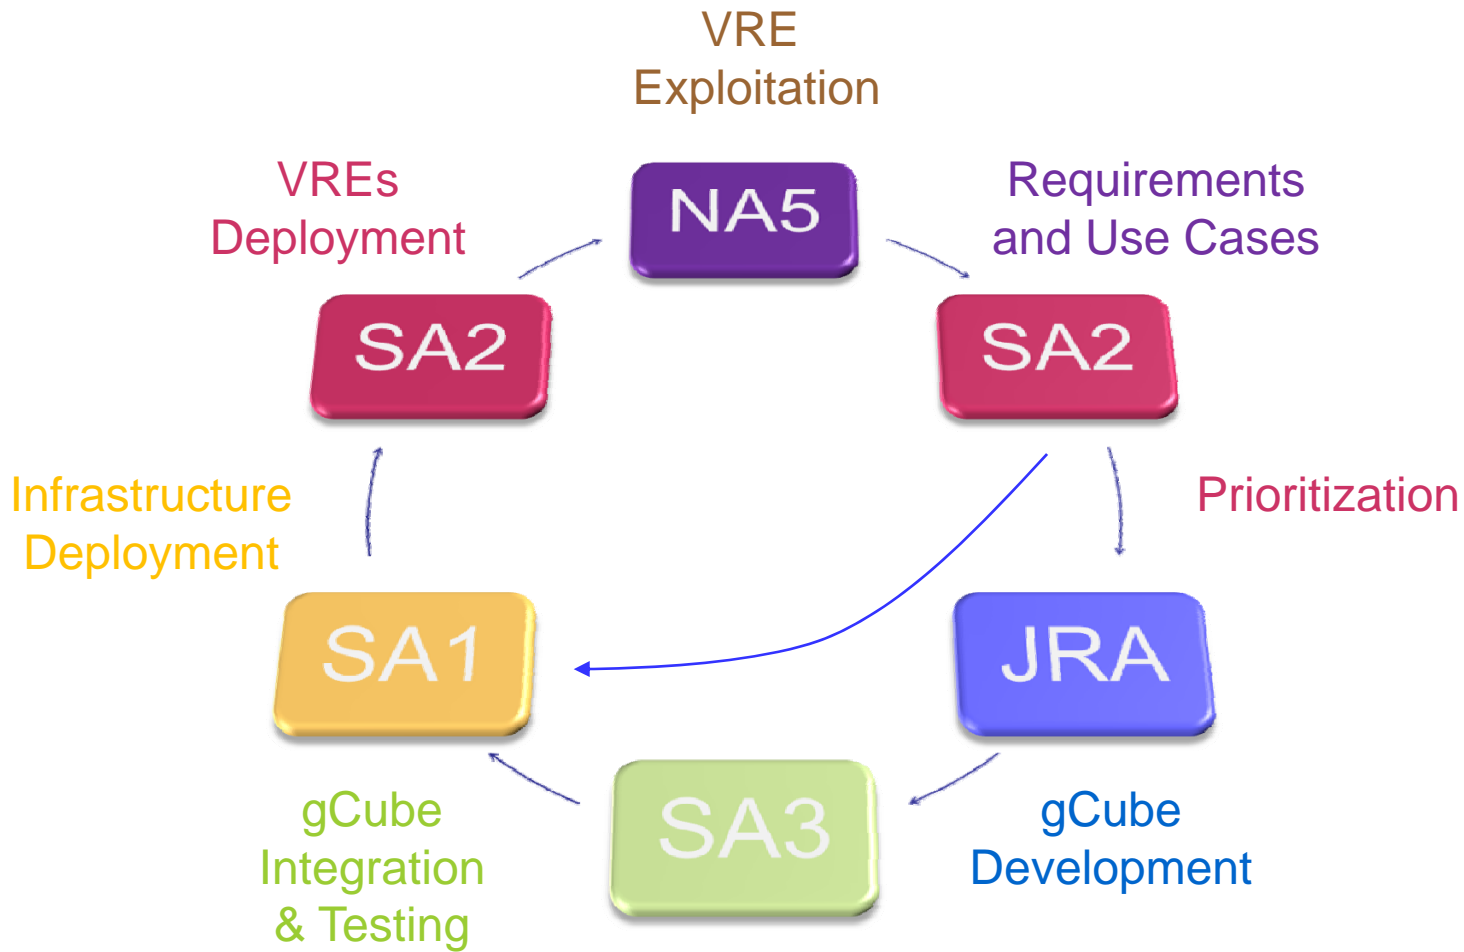 VRE
Exploitation
VREs
Deployment
NA5
Requirements
and Use Cases
SA2
SA2
Infrastructure
Deployment
Prioritization
SA1
JRA
gCube
Integration
& Testing
SA3
gCube
Development